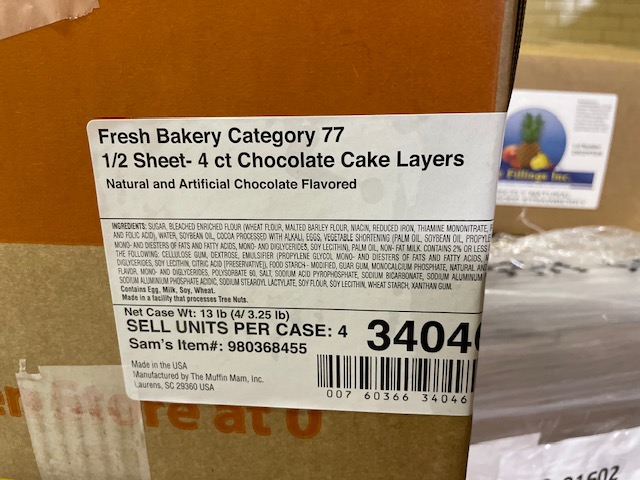 Fresh Bakery Category 77
1/2 Sheet- 4 ct Chocolate Cake Layers
Natural and Artificial Chocolate Flavored
INGREDIENTS: SUGAR, BLEACHED ENRICHED FLOUR (WHEAT FLOUR, MALTED BARLEY FLOUR, NIACIN, REDUCED IRON, THIAMINE MONONITRATE,
AND FOLIC ACID), WATER, SOYBEAN OIL, COCOA PROCESSED WITH ALKALI, EGGS, VEGETABLE SHORTENING (PALM OIL, SOYBEAN OIL, PROPYLE
MONO- AND DIESTERS OF FATS AND FATTY ACIDS, MONO- AND DIGLYCERIDES), SOY LECITHIN, PALM OIL, NON- FAT MILK. CONTAINS 2% OR LESS
THE FOLLOWING: CELLULOSE GUM, DEXTROSE, EMULSIFIER (PROPYLENE GLYCOL MONO- AND DIESTERS OF FATS AND FATTY ACIDS,
DIGLYCERIDES, SOY LECITHIN, CITRIC ACID (PRESERVATIVE)), FOOD STARCH - MODIFIED, GUAR GUM, MONOCALCIUM PHOSPHATE, NATURAL AND
FLAVOR, MONO- AND DIGLYCERIDES, POLYSORBATE 60, SALT, SODIUM ACID PYROPHOSPHATE, SODIUM BICARBONATE, SODIUM ALUMINUM
SODIUM ALUMINUM PHOSPHATE ACIDIC, SODIUM STEAROYL LACTYLATE, SOY FLOUR, SOY LECITHIN, WHEAT STARCH, XANTHAN GUM.
Contains Egg, Milk, Soy, Wheat.
Made in a facility that processes Tree Nuts.
Net Case Wt: 13 lb (4/ 3.25 lb)
SELL UNITS PER CASE: 4
Sam's Item#: 980368455
3404
Made in the USA
Manufactured by The Muffin Mam, Inc.
Laurens, SC 29360 USA
007 60366 34046
re at 0
Fillings Inc.